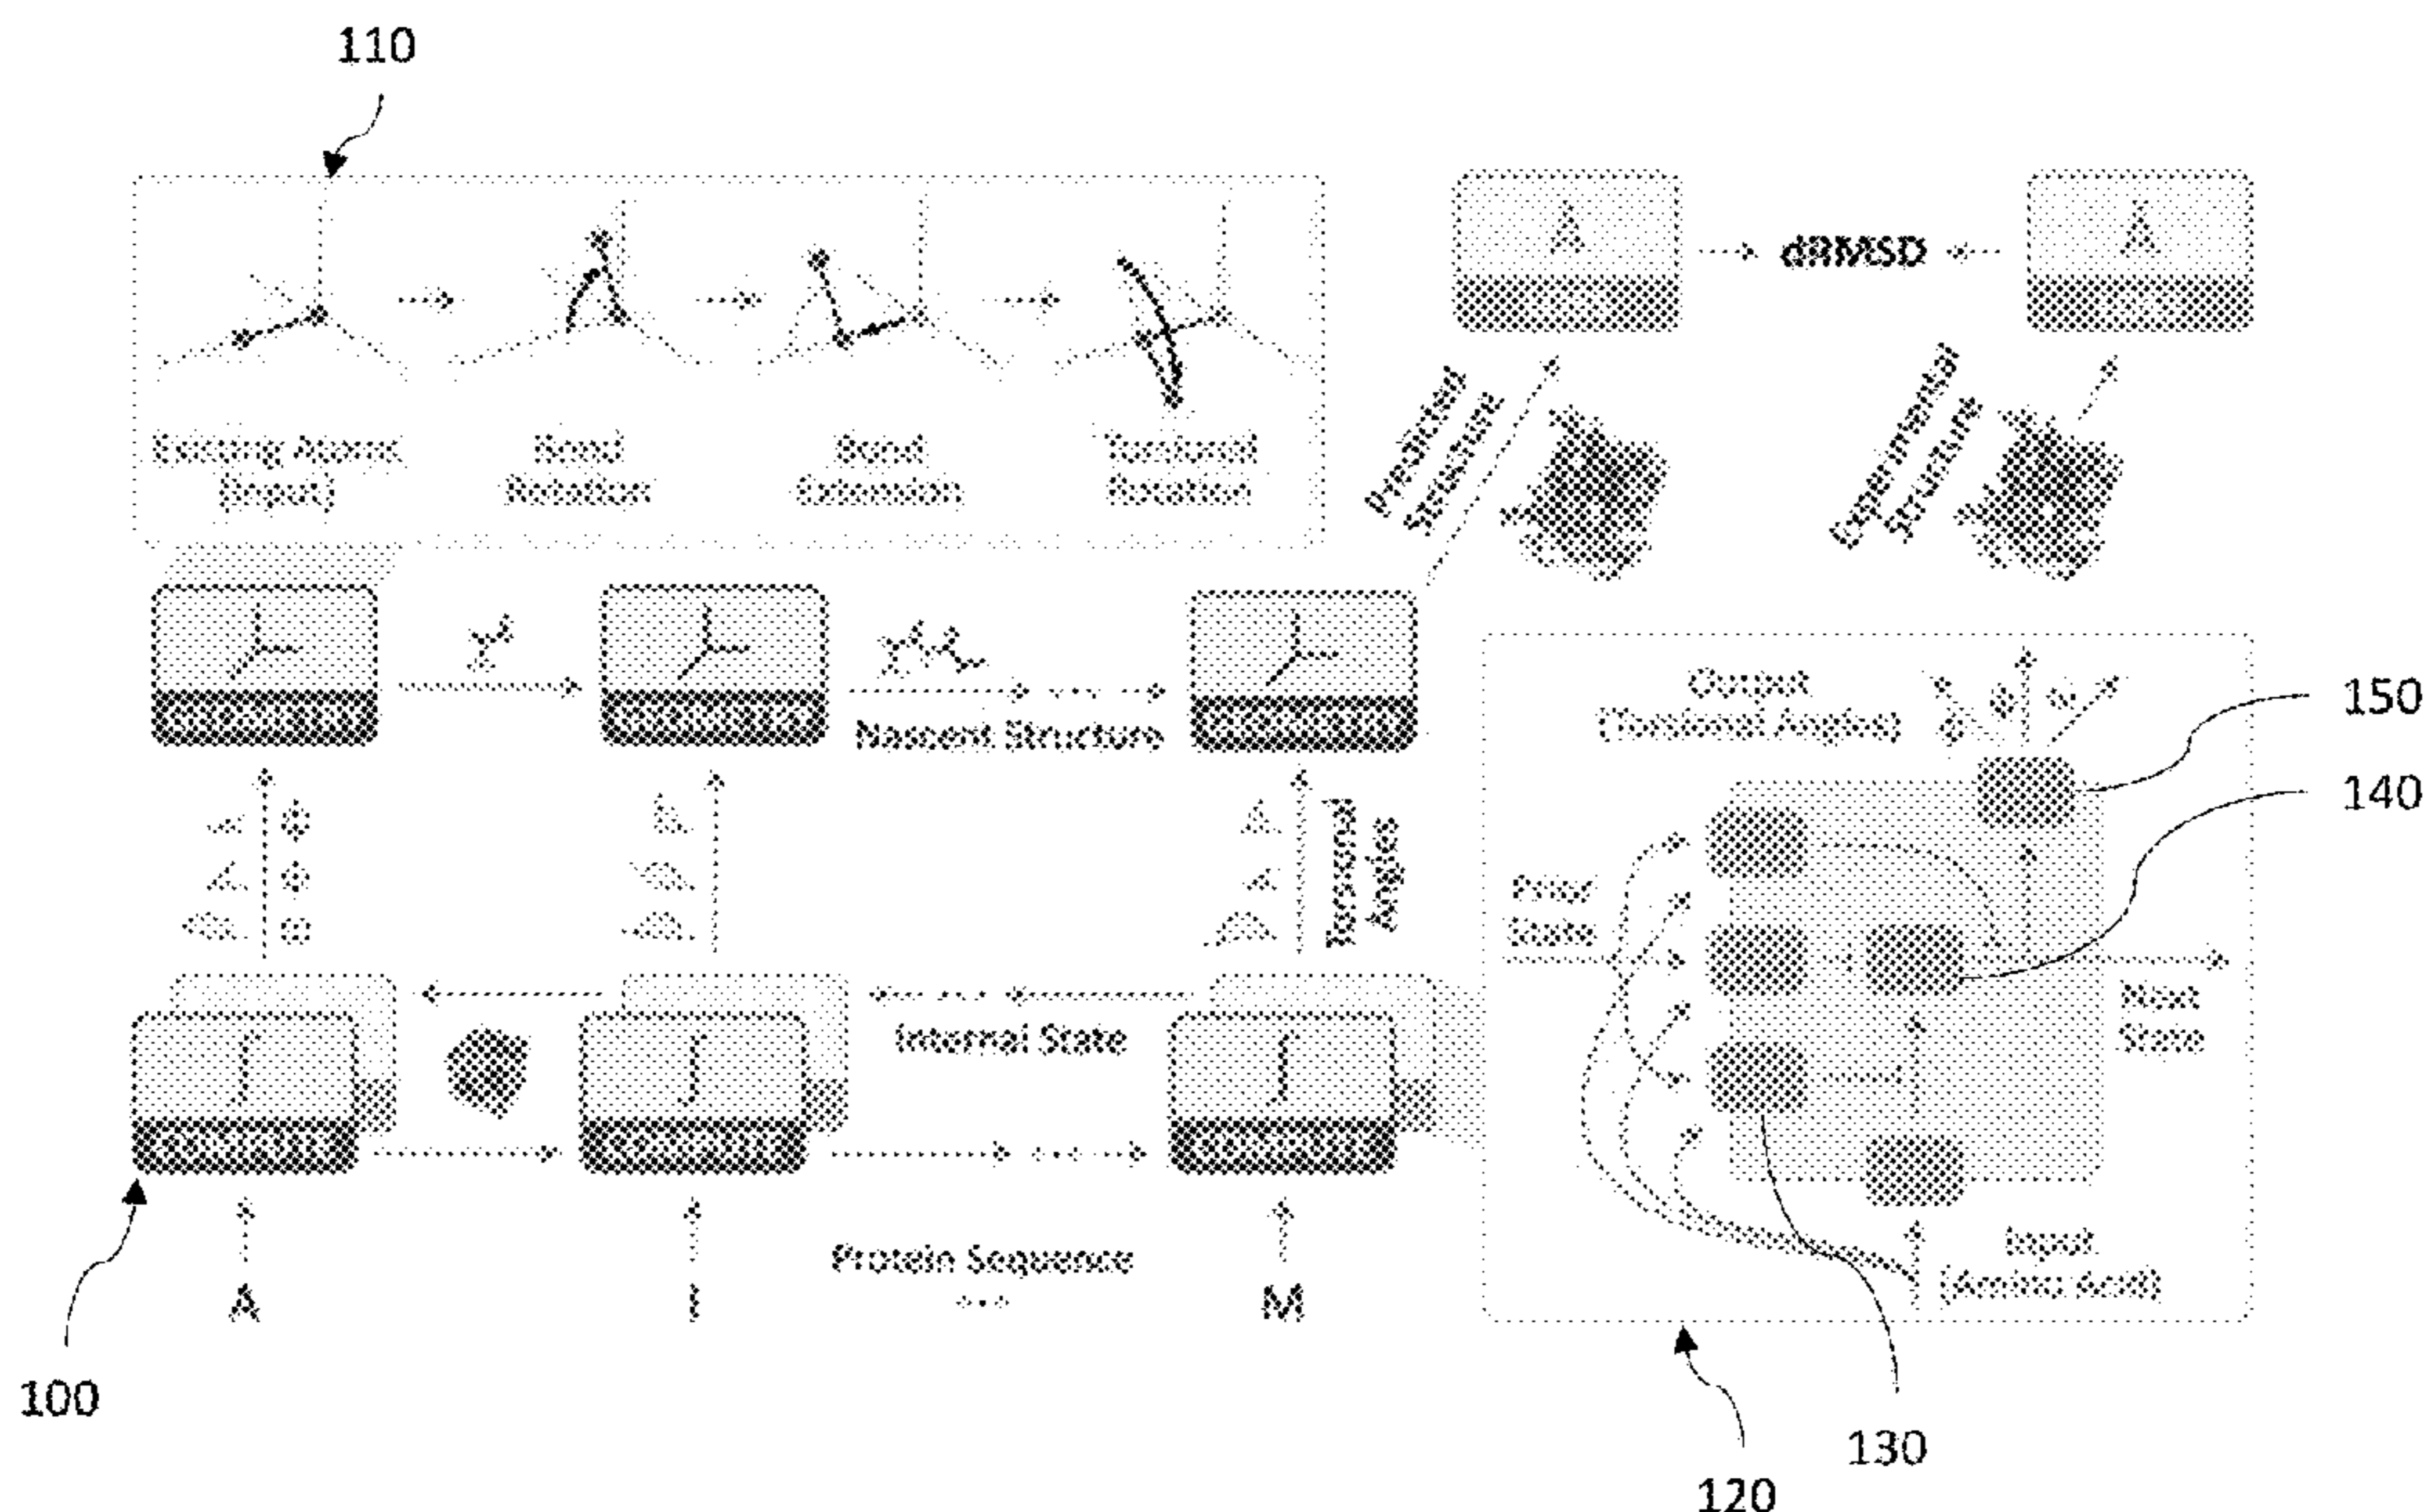 110
dRMSD
Existing Atoms
(Input)
Bond
Rotation
Bond
Extension
Torsional
Rotation
Predicted
Structure
Experimental
Structure
Nascent Structure
Output
(Torsional Angles)
150
140
Torsional
Angles
Prior
State
Internal State
Next
State
Protein Sequence
Input
(Amino Acid)
A
I
M
100
130
120